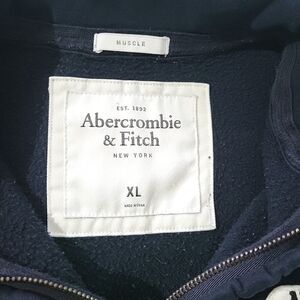 MUSCLE
EST. 1892
Abercrombie
& Fitch
NEW YORK
XL